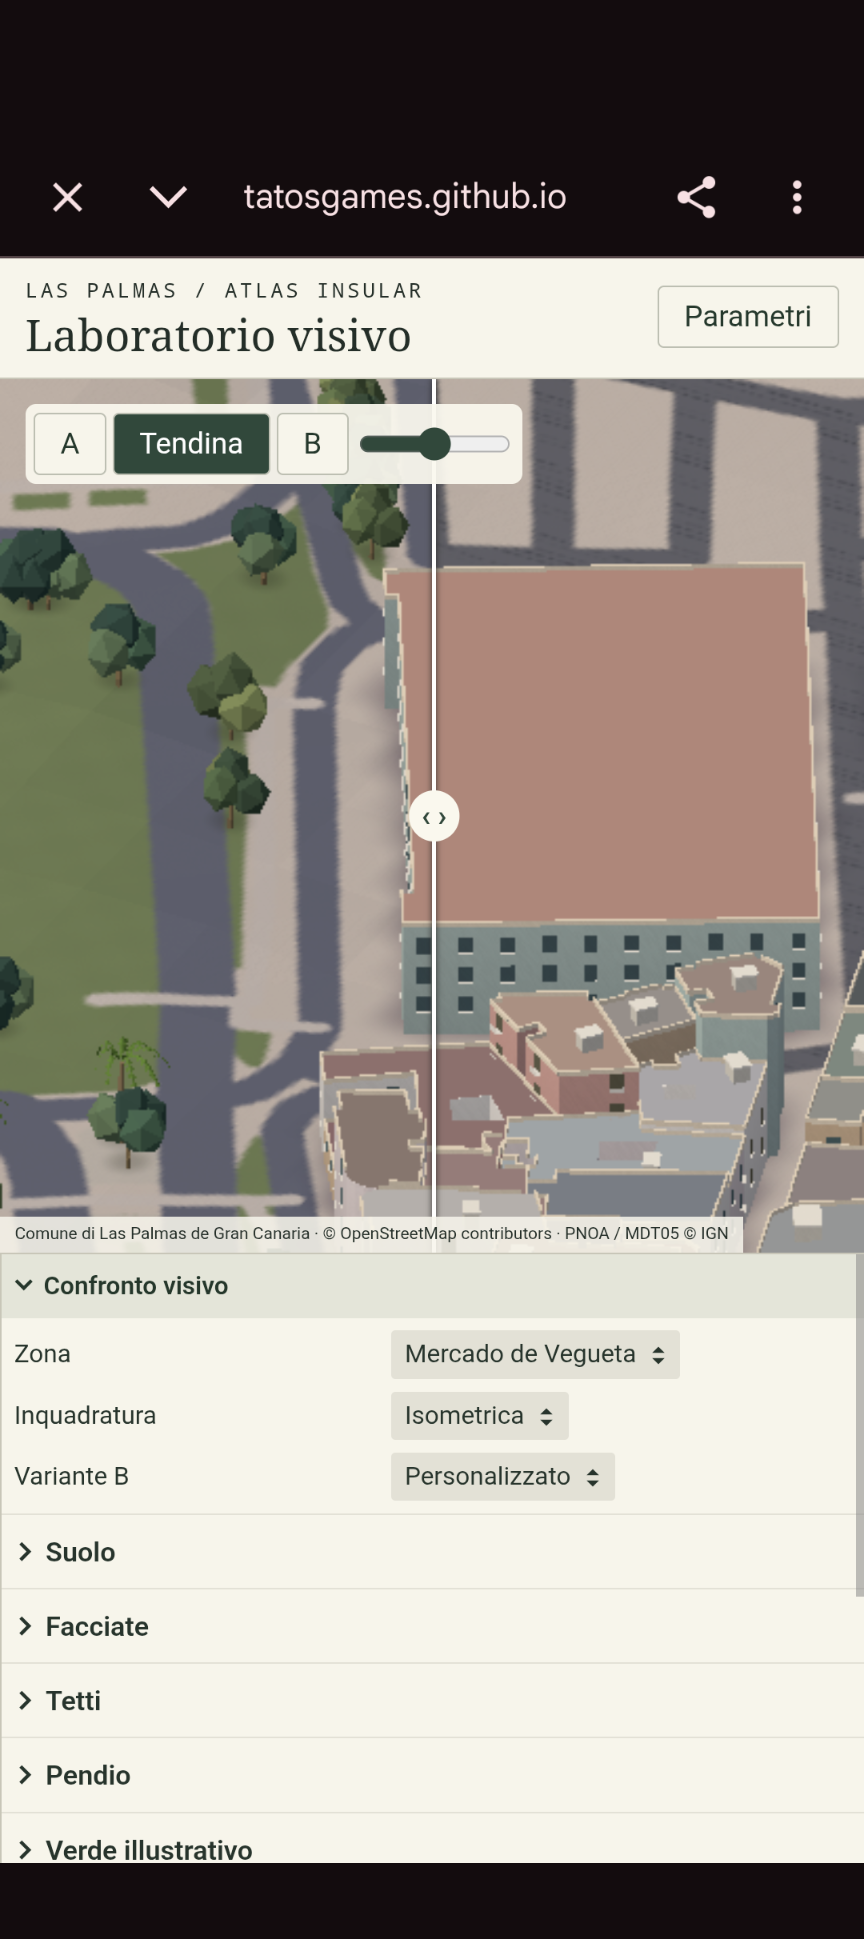 tatosgames.github.io
LAS PALMAS / ATLAS INSULAR
Laboratorio visivo
Parametri
A
Tendina
B
Comune di Las Palmas de Gran Canaria · © OpenStreetMap contributors · PNOA / MDT05 © IGN
Confronto visivo
Zona Mercado de Vegueta
Inquadratura Isometrica
Variante B Personalizzato
Suolo
Facciate
Tetti
Pendio
Verde illustrativo